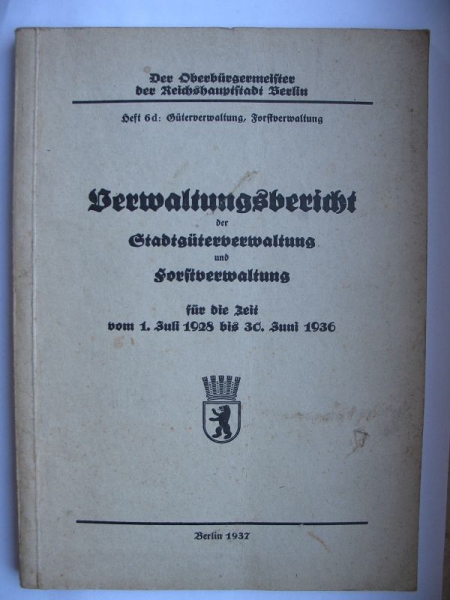 Der Oberbürgermeister
der Reichshauptstadt Berlin
Heft 6d: Güterverwaltung, Forstverwaltung
Verwaltungsbericht
der
Stadtgüterverwaltung
und
Forstverwaltung
für die Zeit
vom 1. Juli 1928 bis 30. Juni 1936
Berlin 1937